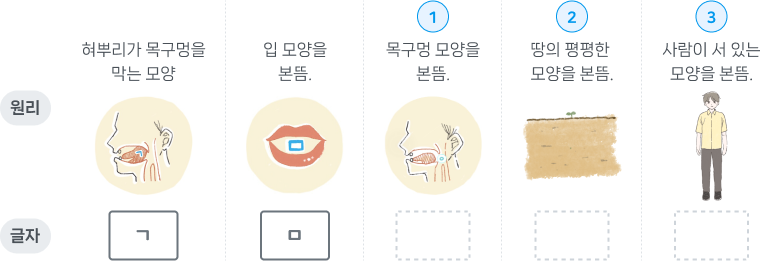 1
2
3
혀뿌리가 목구멍을
막는 모양
입 모양을
본뜸.
목구멍 모양을
본뜸.
땅의 평평한
모양을 본뜸.
사람이 서 있는
모양을 본뜸.
원리
글자
ㄱ
ㅁ